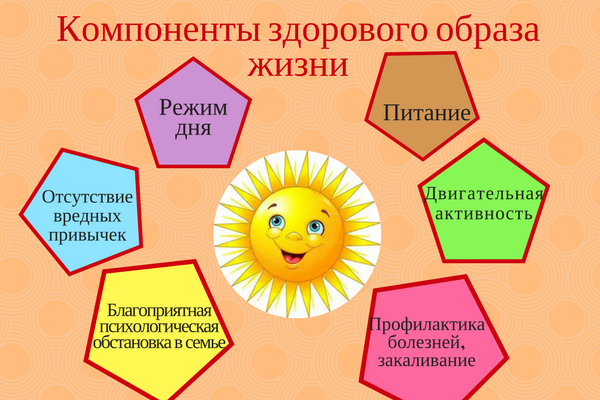 Компоненты здорового образа
жизни
Режим
дня
Питание
Отсутствие
вредных
привычек
Двигательная
активность
Благоприятная
психологическая
обстановка в семье
Профилактика
болезней,
закаливание